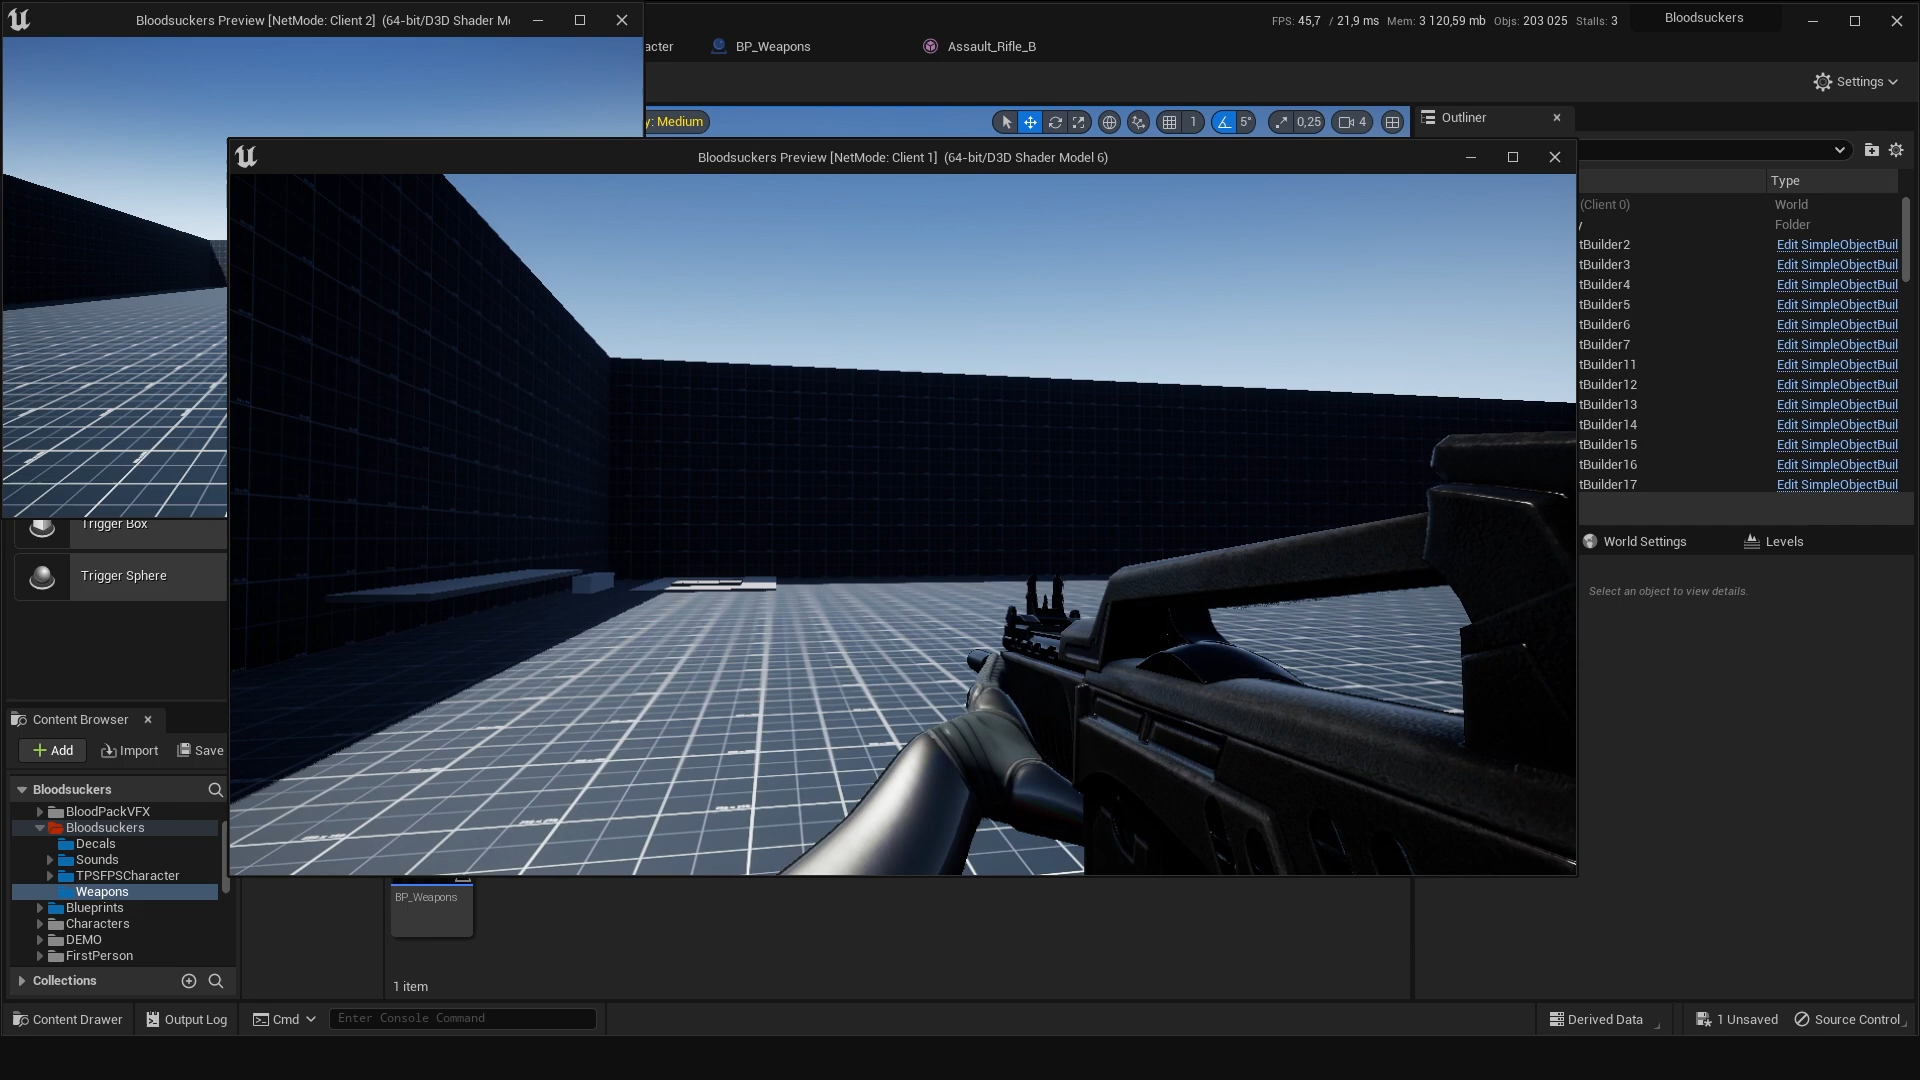 Bloodsuckers Preview [NetMode: Client 2] (64-bit/D3D Shader M
FPS: 45,7 / 21,9 ms Mem: 3 120,59 mb Objs: 203 025 Stalls: 3
Bloodsuckers
acter
BP_Weapons
Assault_Rifle_B
Settings
y: Medium
1
5°
0,25
4
Outliner
Bloodsuckers Preview [NetMode: Client 1] (64-bit/D3D Shader Model 6)
Type
(Client 0) World
y Folder
tBuilder2 Edit SimpleObjectBuil
tBuilder3 Edit SimpleObjectBuil
tBuilder4 Edit SimpleObjectBuil
tBuilder5 Edit SimpleObjectBuil
tBuilder6 Edit SimpleObjectBuil
tBuilder7 Edit SimpleObjectBuil
tBuilder11 Edit SimpleObjectBuil
tBuilder12 Edit SimpleObjectBuil
tBuilder13 Edit SimpleObjectBuil
tBuilder14 Edit SimpleObjectBuil
tBuilder15 Edit SimpleObjectBuil
tBuilder16 Edit SimpleObjectBuil
tBuilder17 Edit SimpleObjectBuil
World Settings
Levels
Select an object to view details.
Trigger Box
Trigger Sphere
Content Browser
Add
Import
Save
Bloodsuckers
BloodPackVFX
Bloodsuckers
Decals
Sounds
TPSFPSCharacter
Weapons
Blueprints
Characters
DEMO
FirstPerson
Collections
BP_Weapons
1 item
Content Drawer
Output Log
Cmd
Enter Console Command
Derived Data
1 Unsaved
Source Control